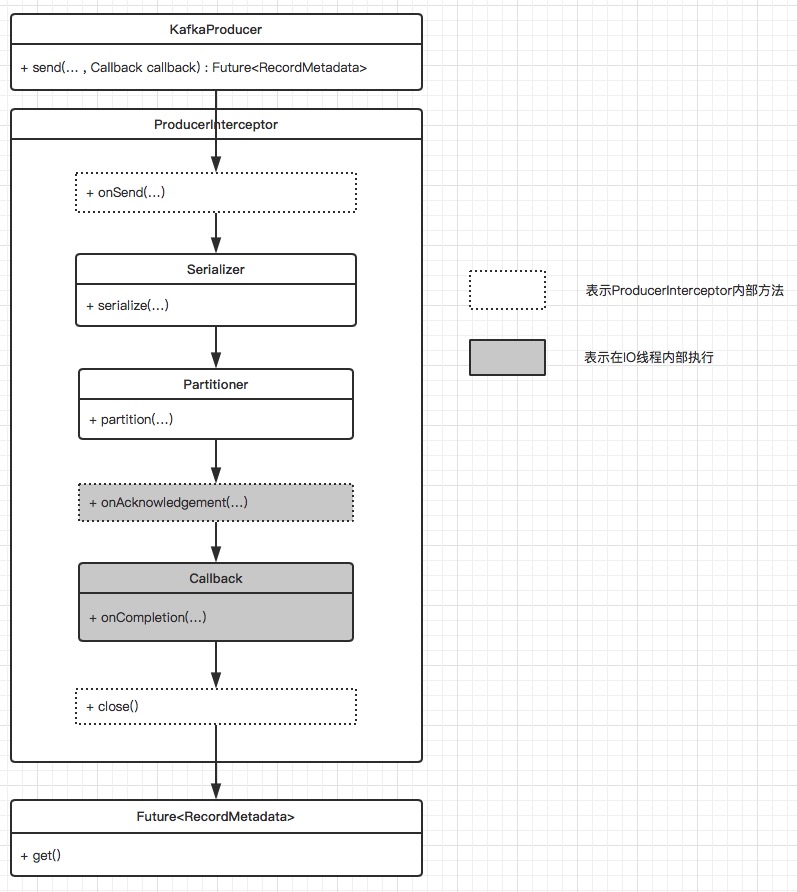 KafkaProducer
+ send(... , Callback callback) : Future<RecordMetadata>
ProducerInterceptor
+ onSend(...)
Serializer
+ serialize(...)
Partitioner
+ partition(...)
+ onAcknowledgement(...)
Callback
+ onCompletion(...)
+ close()
Future<RecordMetadata>
+ get()
表示ProducerInterceptor内部方法
表示在IO线程内部执行